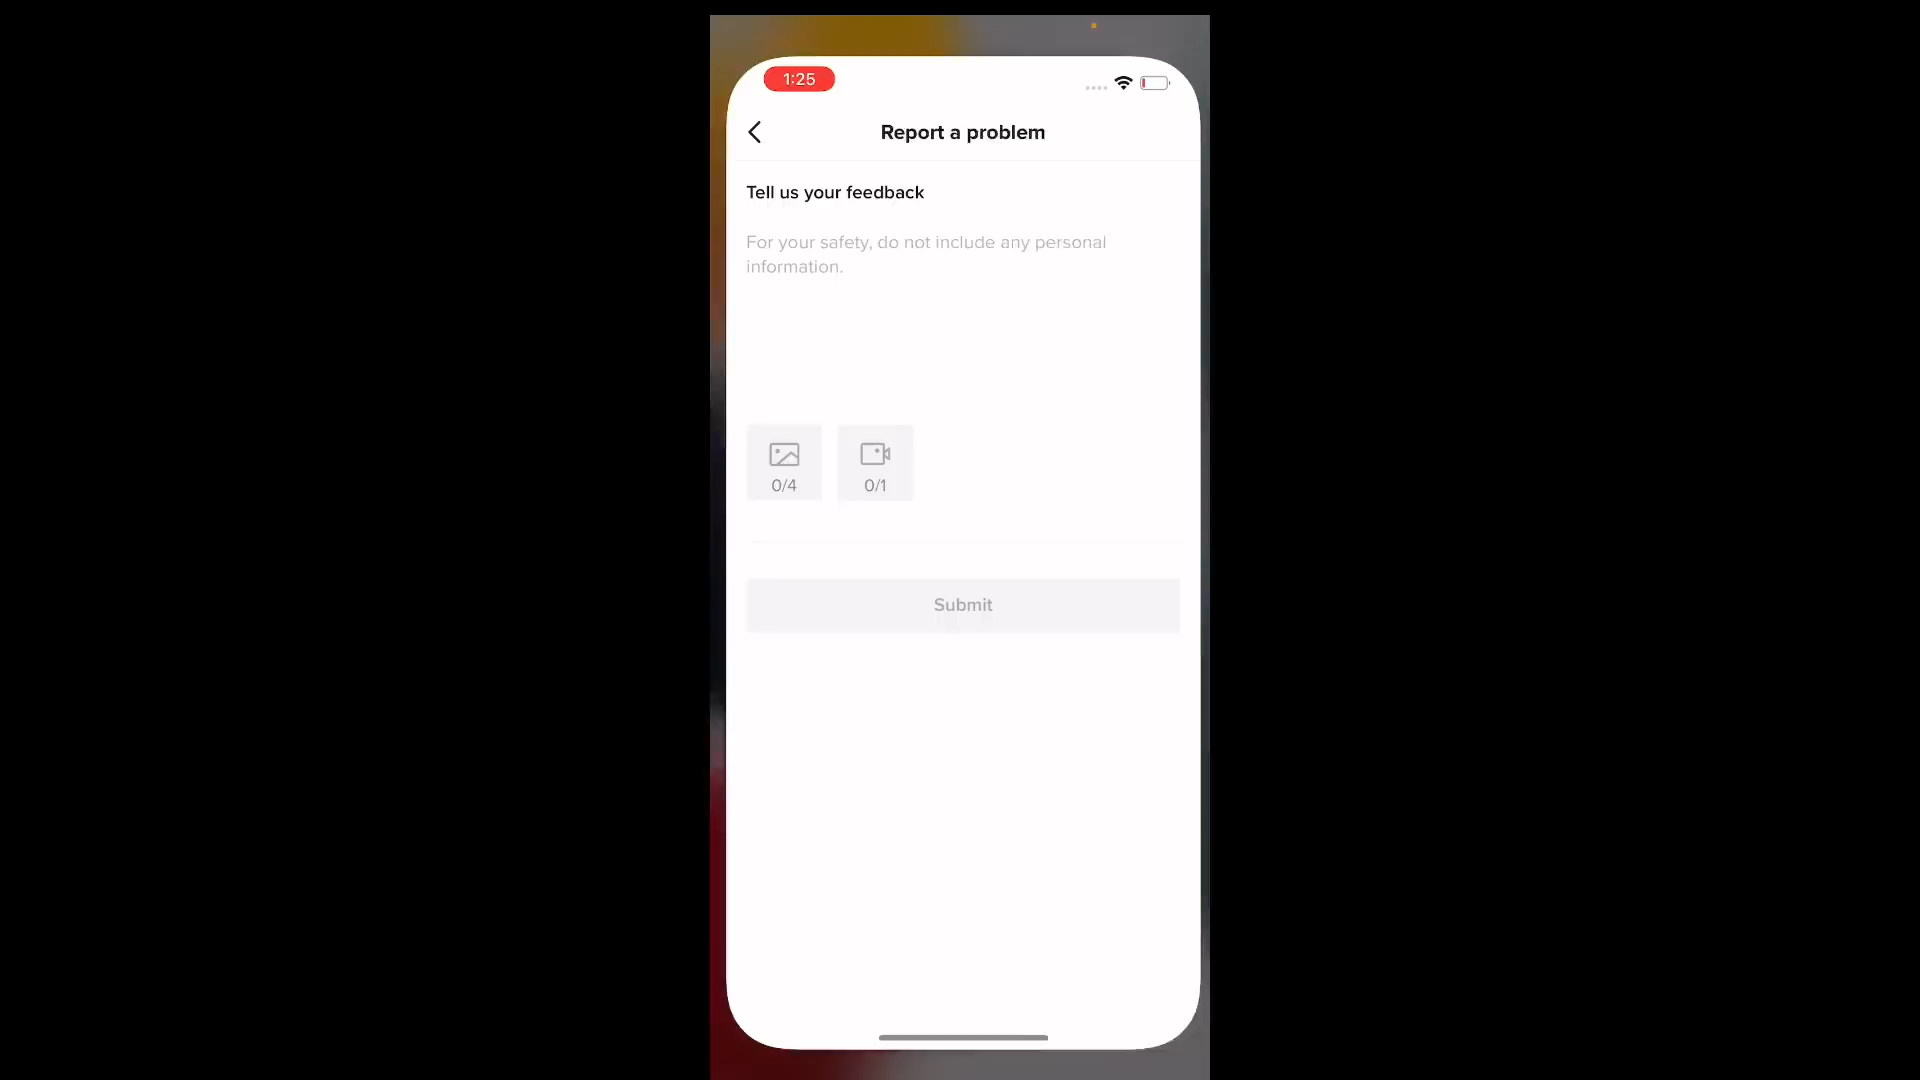 1:25
Report a problem
Tell us your feedback
For your safety, do not include any personal
information.
0/4
0/1
Submit